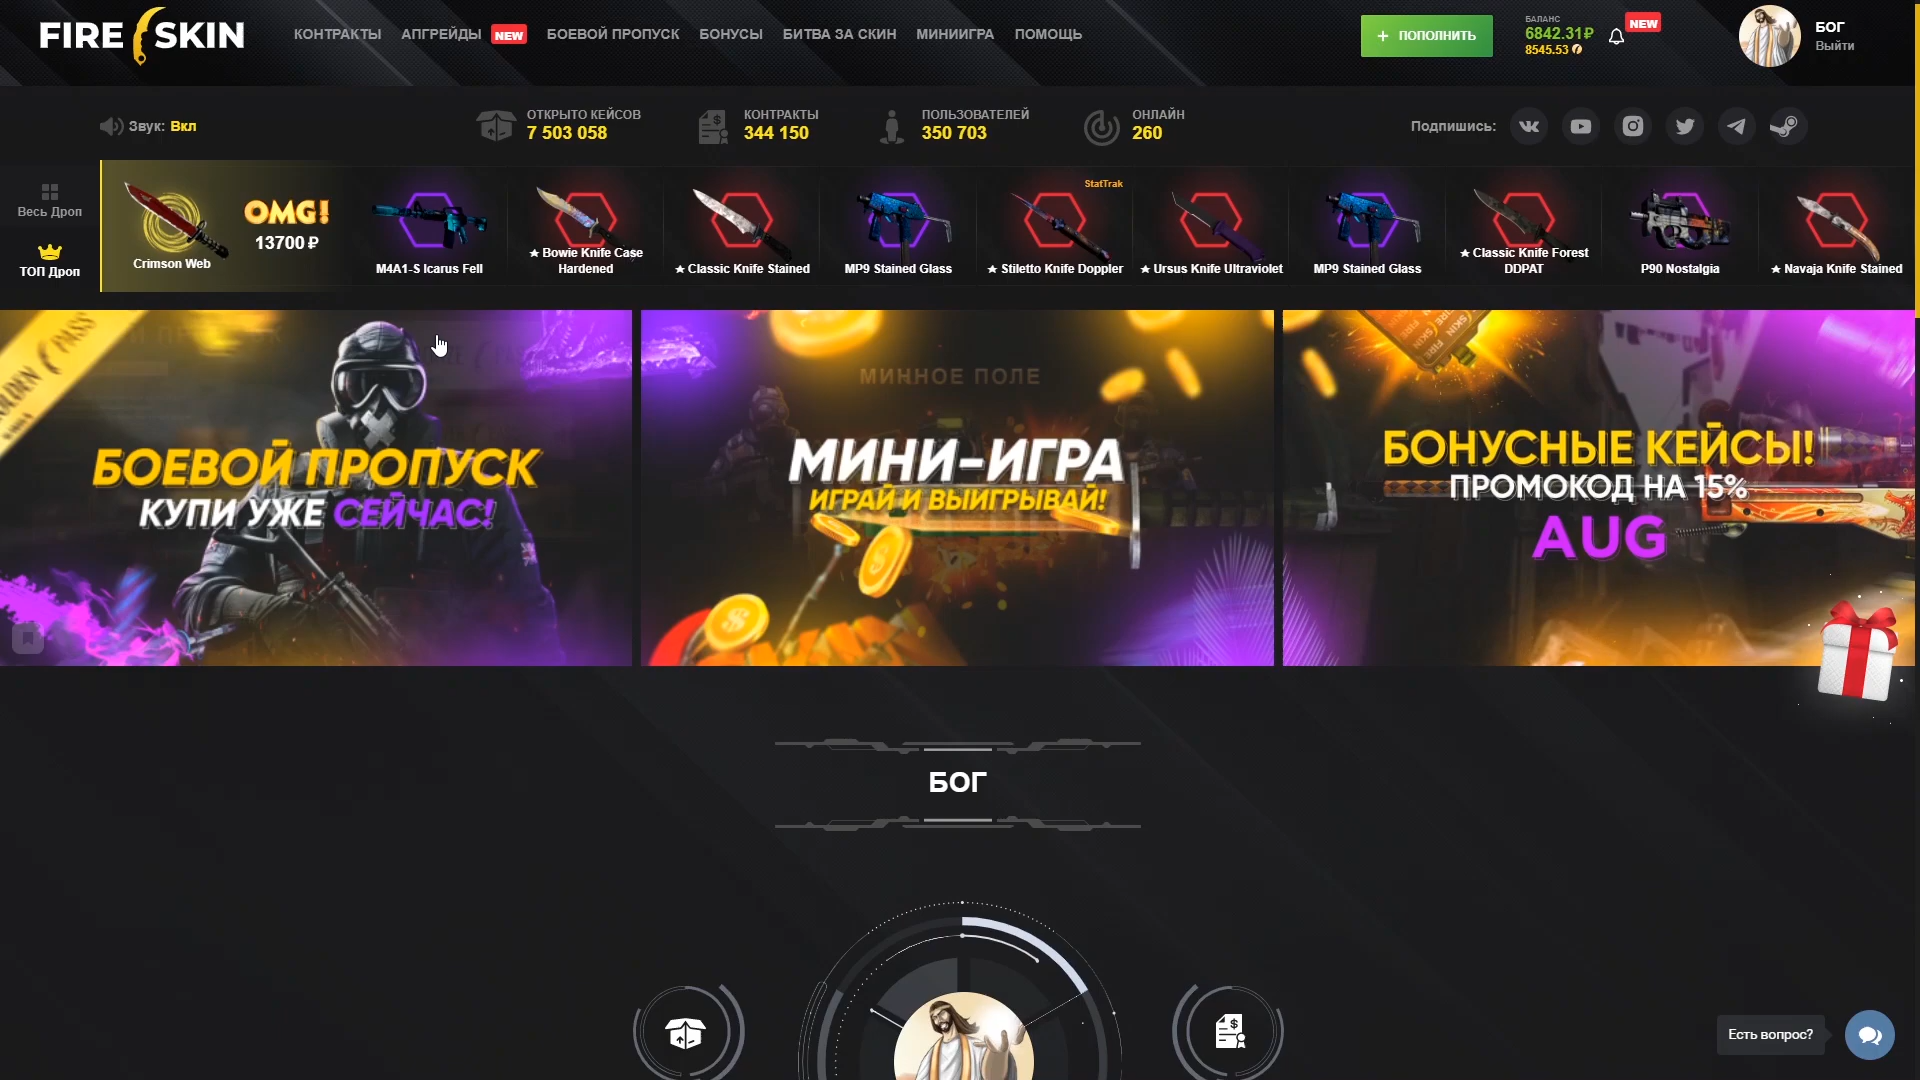 FIRE SKIN
КОНТРАКТЫ
АПГРЕЙДЫ
NEW
БОЕВОЙ ПРОПУСК
БОНУСЫ
БИТВА ЗА СКИН
МИНИИГРА
ПОМОЩЬ
+ ПОПОЛНИТЬ
БАЛАНС
6842.31₽
8545.53
NEW
БОГ
Выйти
Звук: Вкл
ОТКРЫТО КЕЙСОВ
7 503 058
КОНТРАКТЫ
344 150
ПОЛЬЗОВАТЕЛЕЙ
350 703
ОНЛАЙН
260
Подпишись:
Весь Дроп
ТОП Дроп
Crimson Web
OMG!
13700 ₽
M4A1-S Icarus Fell
★ Bowie Knife Case
Hardened
★ Classic Knife Stained
MP9 Stained Glass
StatTrak
★ Stiletto Knife Doppler
★ Ursus Knife Ultraviolet
MP9 Stained Glass
★ Classic Knife Forest
DDPAT
P90 Nostalgia
★ Navaja Knife Stained
PASS
БОЕВОЙ ПРОПУСК
КУПИ УЖЕ СЕЙЧАС!
МИННОЕ ПОЛЕ
МИНИ-ИГРА
ИГРАЙ И ВЫИГРЫВАЙ!
БОНУСНЫЕ КЕЙСЫ!
ПРОМОКОД НА 15%
AUG
БОГ
Есть вопрос?